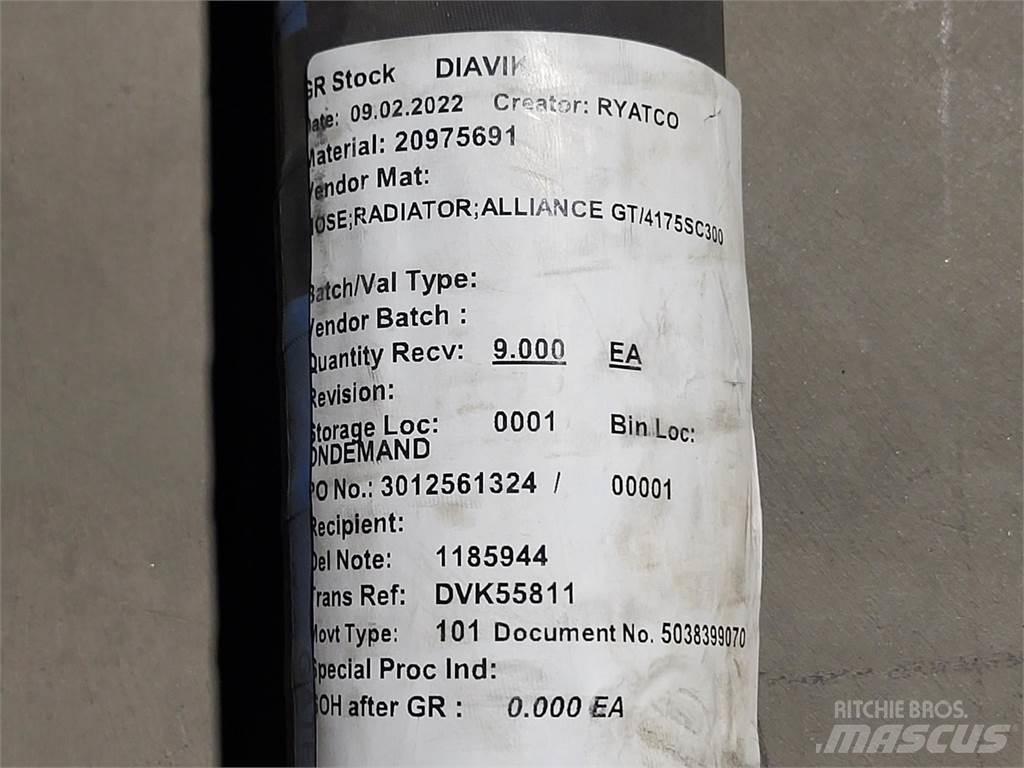 GR Stock DIAVIK
Date: 09.02.2022 Creator: RYATCO
Material: 20975691
Vendor Mat:
HOSE;RADIATOR;ALLIANCE GT/4175SC300
Batch/Val Type:
Vendor Batch :
Quantity Recv: 9.000 EA
Revision:
Storage Loc: 0001 Bin Loc:
ONDEMAND
PO No.: 3012561324 / 00001
Recipient:
Del Note: 1185944
Trans Ref: DVK55811
Movt Type: 101 Document No. 5038399070
Special Proc Ind:
SOH after GR : 0.000 EA
RITCHIE BROS.
MASCUS